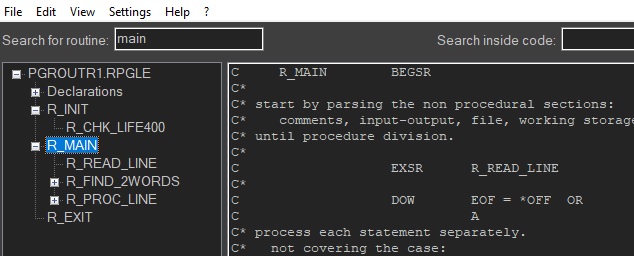 File Edit View Settings Help ?
Search for routine: main Search inside code:
PGROUTR1.RPGLE
Declarations
R_INIT
R_CHK_LIFE400
R_MAIN
R_READ_LINE
R_FIND_2WORDS
R_PROC_LINE
R_EXIT
C R_MAIN BEGSR
C*
C* start by parsing the non procedural sections:
C* comments, input-output, file, working storage
C* until procedure division.
C*
C EXSR R_READ_LINE
C*
C DOW EOF = *OFF OR
C A
C* process each statement separately.
C* not covering the case: